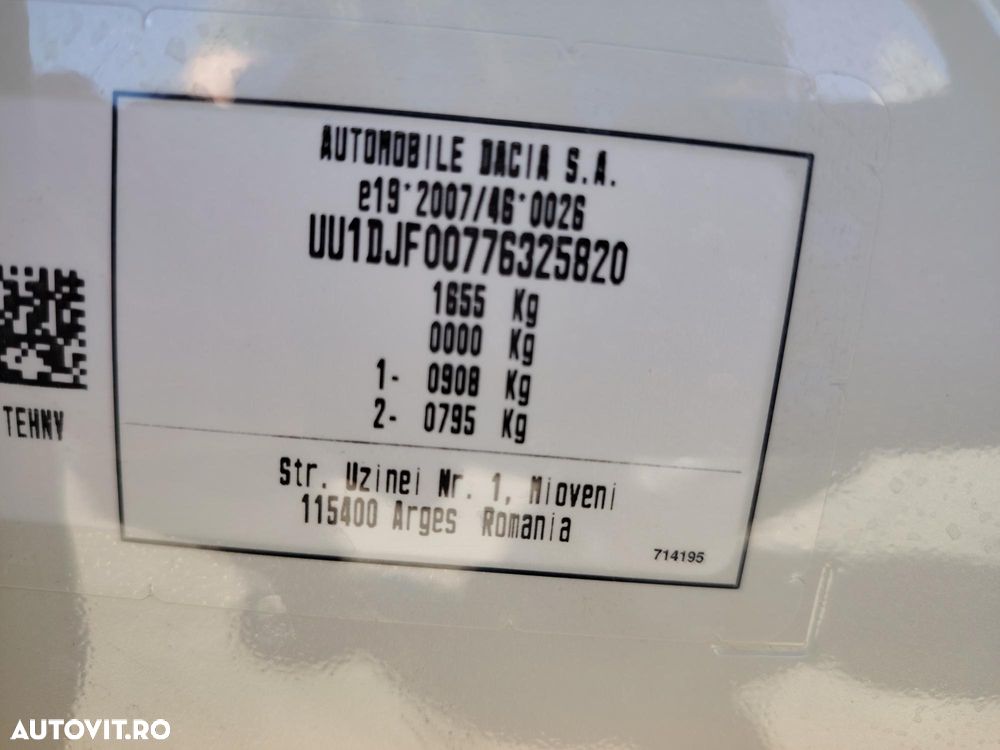 AUTOMOBILE DACIA S.A.
e19*2007/46*0026
UU1DJF00776325820
1655 Kg
0000 Kg
1- 0908 Kg
2- 0795 Kg
TEHNV
Str. Uzinei Nr. 1, Mioveni
115400 Arges Romania
714195
AUTOVIT.RO